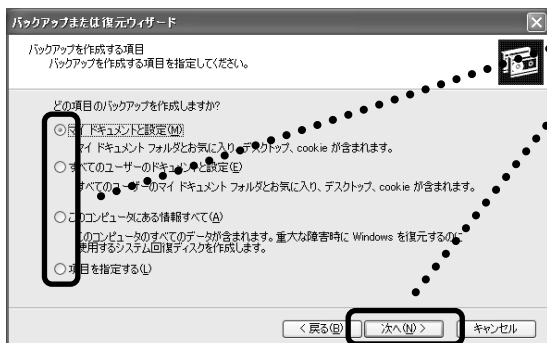 バックアップまたは復元ウィザード
バックアップを作成する項目
バックアップを作成する項目を指定してください。
どの項目のバックアップを作成しますか?
マイ ドキュメントと設定(M)
マイ ドキュメント フォルダとお気に入り、デスクトップ、cookie が含まれます。
すべてのユーザーのドキュメントと設定(E)
すべてのユーザーのマイ ドキュメント フォルダとお気に入り、デスクトップ、cookie が含まれます。
このコンピュータにある情報すべて(A)
このコンピュータのすべてのデータが含まれます。重大な障害時に Windows を復元するのに
使用するシステム回復ディスクを作成します。
項目を指定する(L)
< 戻る(B) 次へ(N) > キャンセル